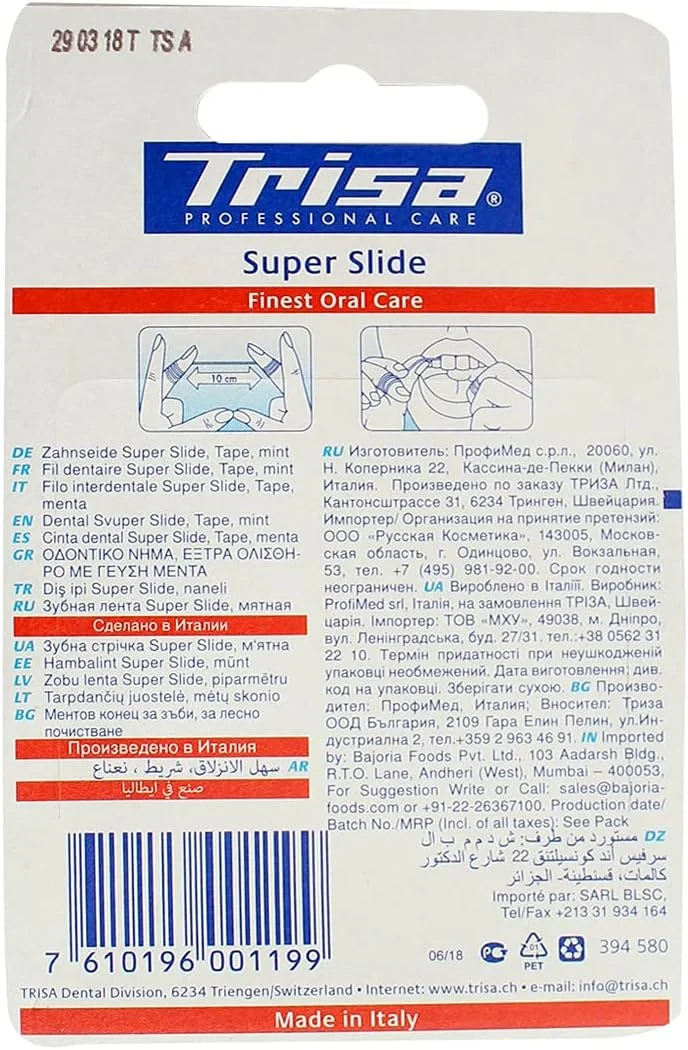 29 03 18 T TS A
Trisa®
PROFESSIONAL CARE
Super Slide
Finest Oral Care
10 cm
DE Zahnseide Super Slide, Tape, mint
FR Fil dentaire Super Slide, Tape, mint
IT Filo interdentale Super Slide, Tape,
menta
EN Dental Svuper Slide, Tape, mint
ES Cinta dental Super Slide, Tape, menta
GR ΟΔΟΝΤΙΚΟ ΝΗΜΑ, ΕΞΤΡΑ ΟΛΙΣΘΗ-
ΡΟ ΜΕ ΓΕΥΣΗ ΜΕΝΤΑ
TR Diş ipi Super Slide, naneli
RU Зубная лента Super Slide, мятная
Сделано в Италии
UA Зубна стрічка Super Slide, м'ятна
EE Hambalint Super Slide, münt
LV Zobu lenta Super Slide, piparmētru
LT Tarpdančių juostelė, mėtų skonio
BG Ментов конец за зъби, за лесно
почистване
Произведено в Италия
AR سهل الانزلاق، شريط ، نعناع
صنع في ايطاليا
RU Изготовитель: ПрофиМед с.р.л., 20060, ул.
Н. Коперника 22, Кассина-де-Пекки (Милан),
Италия. Произведено по заказу ТРИЗА Лтд.,
Кантонсштрассе 31, 6234 Тринген, Швейцария.
Импортер/ Организация на принятие претензий:
ООО «Русская Косметика», 143005, Москов-
ская область, г. Одинцово, ул. Вокзальная,
53, тел. +7 (495) 981-92-00. Срок годности
неограничен. UA Вироблено в Італіїї. Виробник:
ProfiMed srl, Італія, на замовлення ТРІЗА, Швей-
царія. Імпортер: ТОВ «МХУ», 49038, м. Дніпро,
вул. Ленінградська, буд. 27/31. тел.:+38 0562 31
22 10. Термін придатності при неушкодженій
упаковці необмежений. Дата виготовлення: див.
код на упаковці. Зберігати сухою. BG Произво-
дител: ПрофиМед, Италия; Вносител: Триза
ООД България, 2109 Гара Елин Пелин, ул.Ин-
дустриална 2, тел.+359 2 963 46 91. IN Imported
by: Bajoria Foods Pvt. Ltd., 103 Aadarsh Bldg.,
R.T.O. Lane, Andheri (West), Mumbai – 400053,
For Suggestion Write or Call: sales@bajoria-
foods.com or +91-22-26367100. Production date/
Batch No./MRP (Incl. of all taxes): See Pack
DZ مستورد من طرف: ش د م م ب ال
سرفيس أند كونسيلتنق 22 شارع الدكتور
كالمات، قسنطينة- الجزائر
Importé par: SARL BLSC,
Tel/Fax +213 31 934 164
7 610196 001199
06/18
01
PET
394 580
TRISA Dental Division, 6234 Triengen/Switzerland • Internet: www.trisa.ch • e-mail: info@trisa.ch
Made in Italy